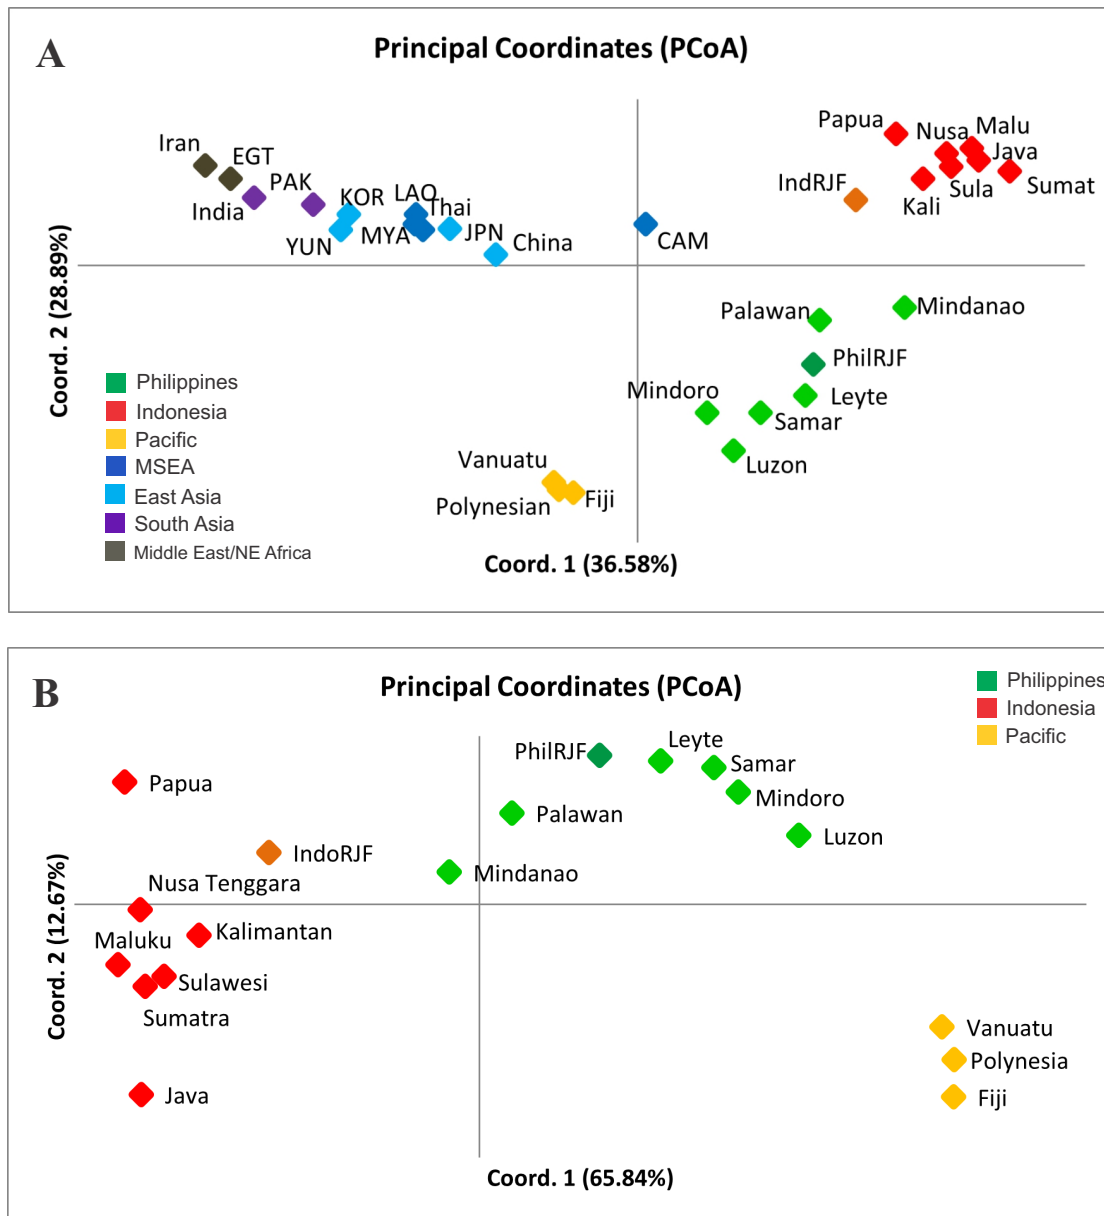 A
Principal Coordinates (PCoA)
Papua
Nusa
Malu
Java
Iran
EGT
PAK
KOR
LAO
Thai
IndRJF
Kali
Sula
Sumat
India
YUN
MYA
JPN
China
CAM
Coord. 2 (28.89%)
Palawan
Mindanao
PhilRJF
Mindoro
Leyte
Samar
Luzon
Vanuatu
Polynesian
Fiji
Philippines
Indonesia
Pacific
MSEA
East Asia
South Asia
Middle East/NE Africa
Coord. 1 (36.58%)
B
Principal Coordinates (PCoA)
Philippines
Indonesia
Pacific
PhilRJF
Leyte
Samar
Papua
Mindoro
Palawan
Luzon
IndoRJF
Mindanao
Nusa Tenggara
Coord. 2 (12.67%)
Maluku
Kalimantan
Sulawesi
Sumatra
Java
Vanuatu
Polynesia
Fiji
Coord. 1 (65.84%)